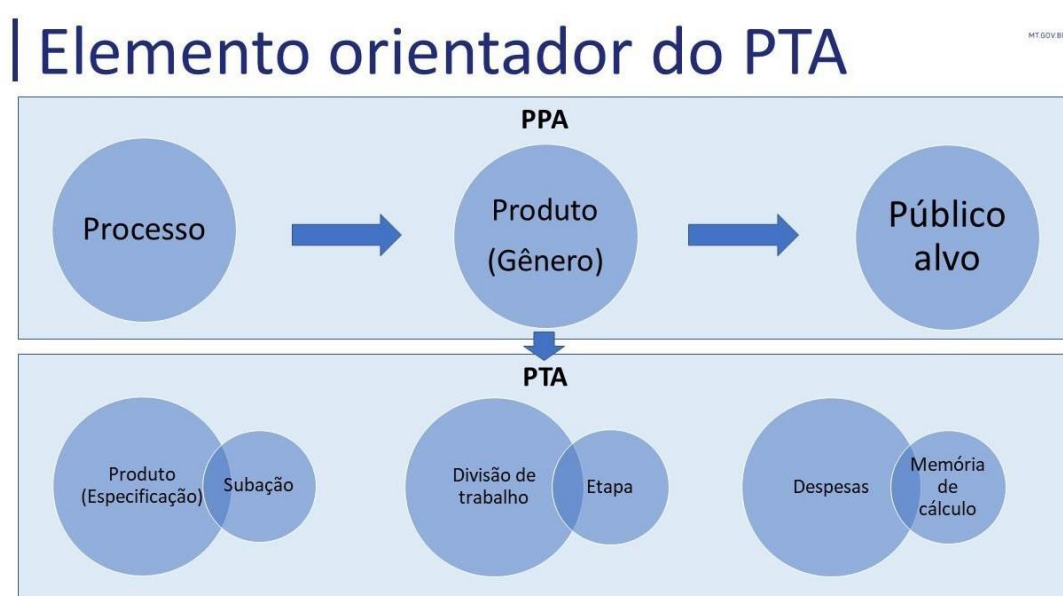 Elemento orientador do PTA
MT.GOV.BR
PPA
Processo
Produto
(Gênero)
Público
alvo
PTA
Produto
(Especificação)
Subação
Divisão de
trabalho
Etapa
Despesas
Memória
de
cálculo